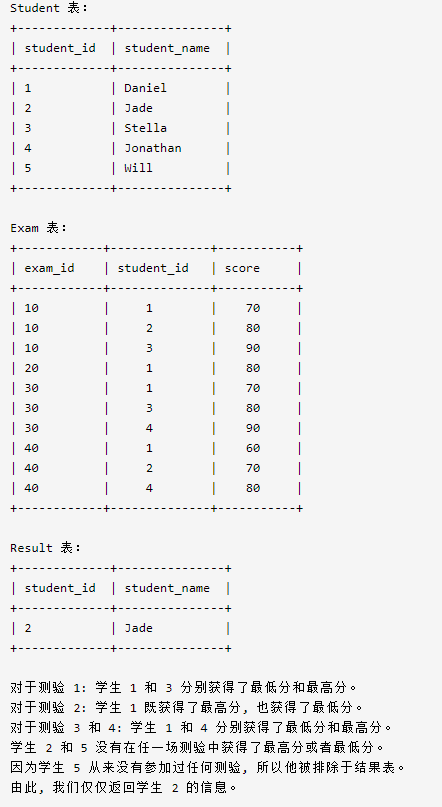 Student 表:
+-------------+---------------+
| student_id  | student_name  |
+-------------+---------------+
| 1           | Daniel        |
| 2           | Jade          |
| 3           | Stella        |
| 4           | Jonathan      |
| 5           | Will          |
+-------------+---------------+

Exam 表:
+------------+--------------+-----------+
| exam_id    | student_id   | score     |
+------------+--------------+-----------+
| 10         |     1        |    70     |
| 10         |     2        |    80     |
| 10         |     3        |    90     |
| 20         |     1        |    80     |
| 30         |     1        |    70     |
| 30         |     3        |    80     |
| 30         |     4        |    90     |
| 40         |     1        |    60     |
| 40         |     2        |    70     |
| 40         |     4        |    80     |
+------------+--------------+-----------+

Result 表:
+-------------+---------------+
| student_id  | student_name  |
+-------------+---------------+
| 2           | Jade          |
+-------------+---------------+

对于测验 1: 学生 1 和 3 分别获得了最低分和最高分。
对于测验 2: 学生 1 既获得了最高分, 也获得了最低分。
对于测验 3 和 4: 学生 1 和 4 分别获得了最低分和最高分。
学生 2 和 5 没有在任一场测验中获得了最高分或者最低分。
因为学生 5 从来没有参加过任何测验, 所以他被排除于结果表。
由此, 我们仅仅返回学生 2 的信息。